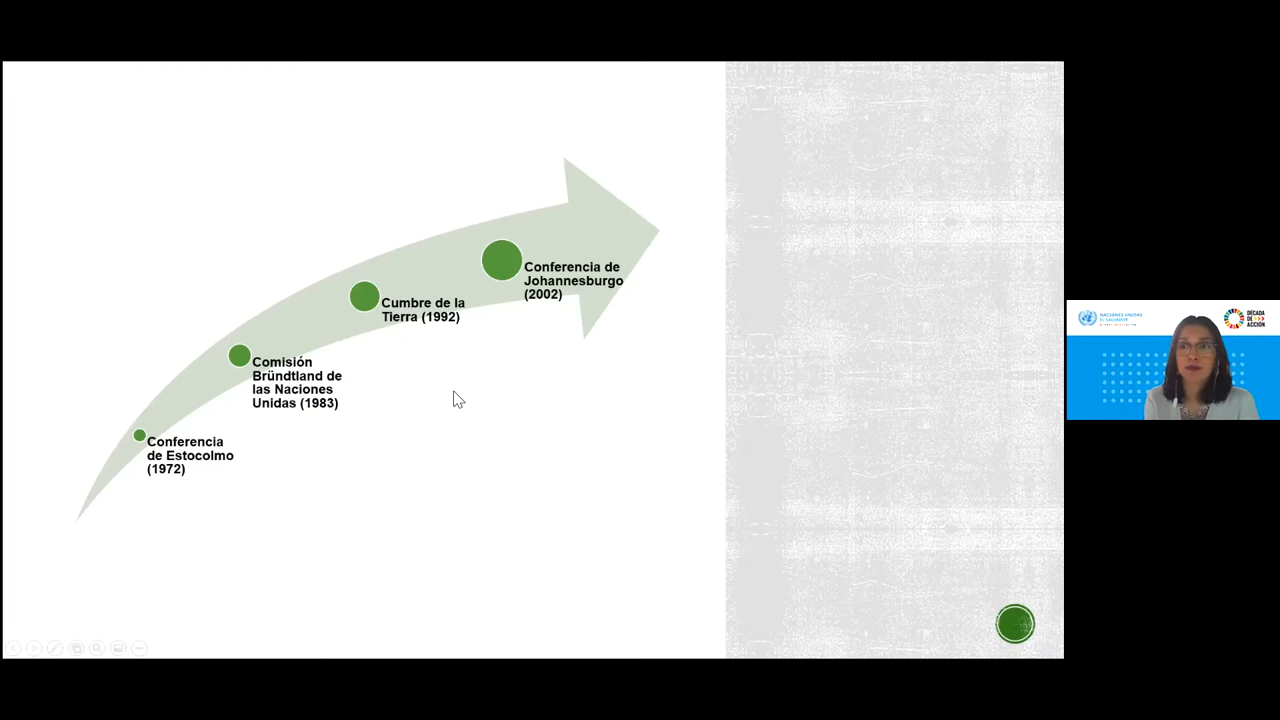 Conferencia de
Johannesburgo
(2002)
Cumbre de la
Tierra (1992)
Comisión
Bründtland de
las Naciones
Unidas (1983)
Conferencia
de Estocolmo
(1972)
NACIONES UNIDAS
EL SALVADOR
DÉCADA
DE
ACCIÓN